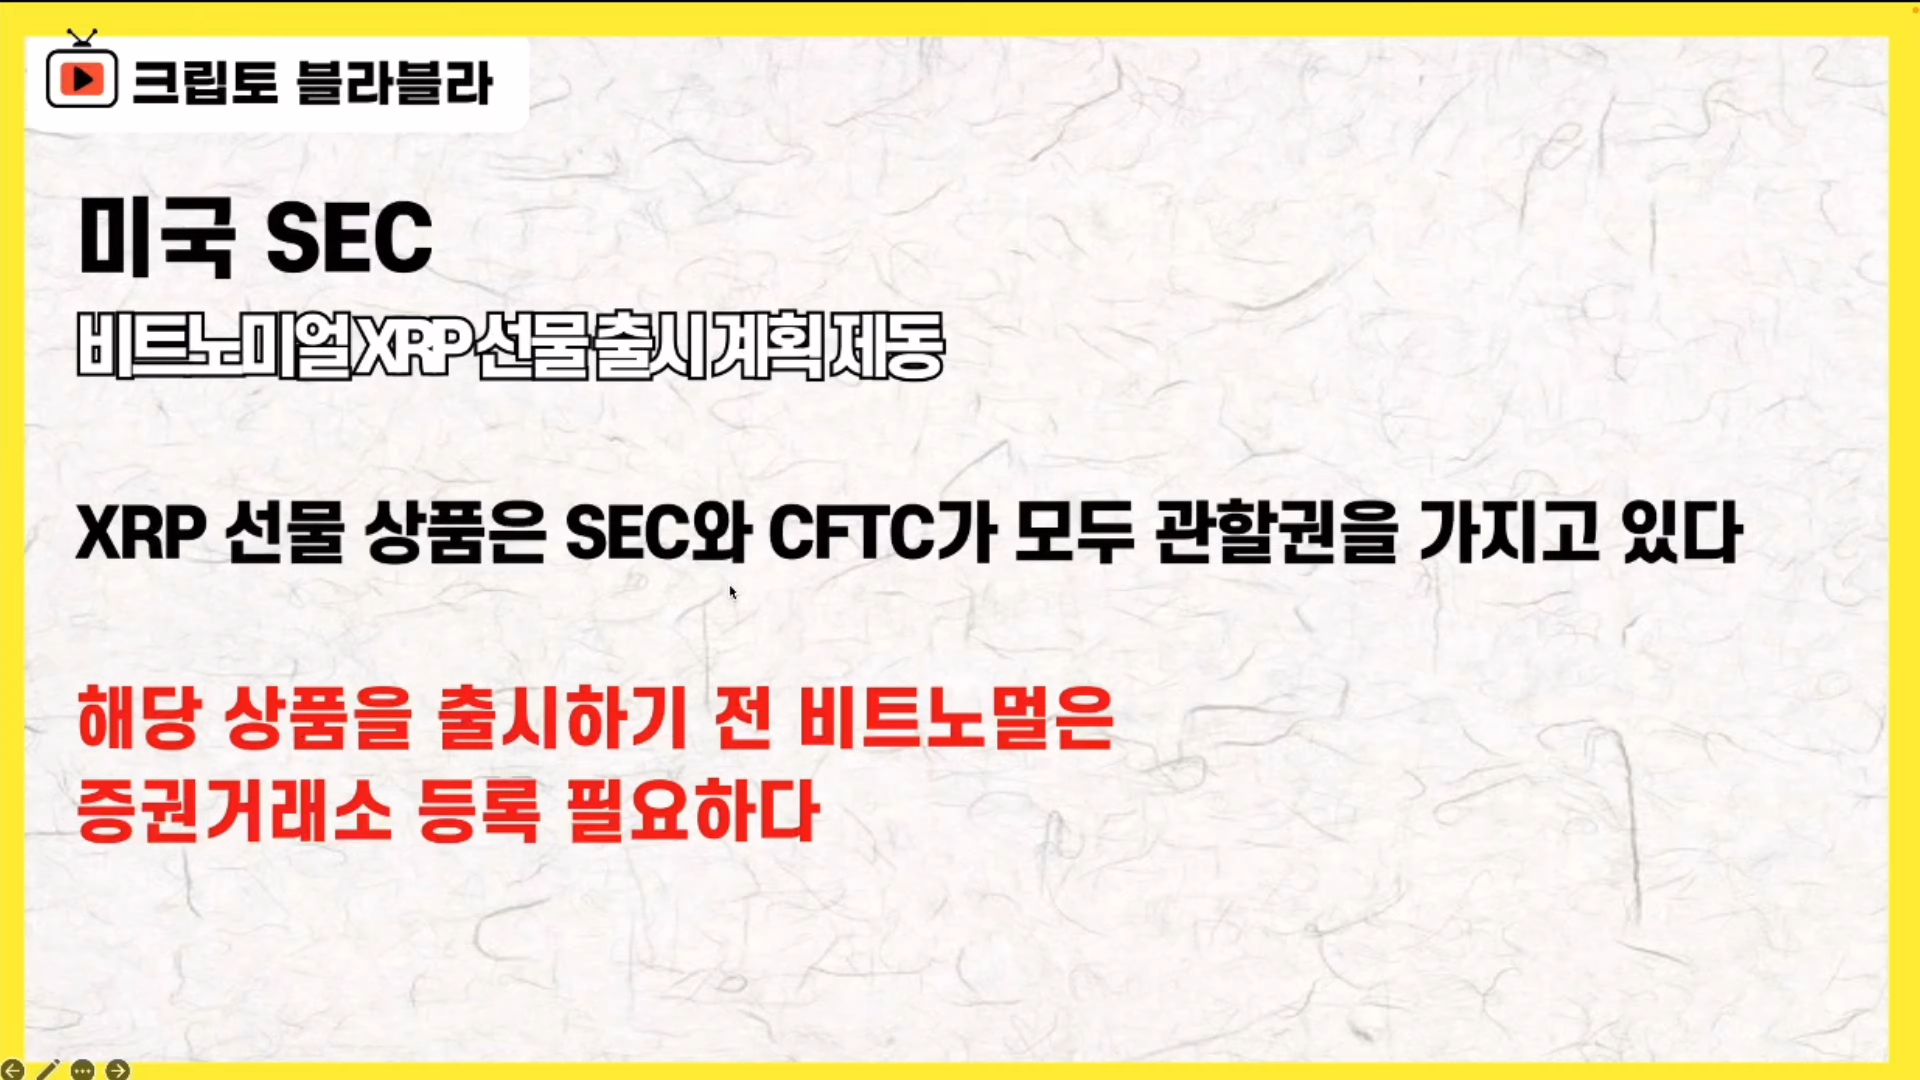 크립토 블라블라
미국 SEC
비트노미얼 XRP 선물 출시 계획 제동
XRP 선물 상품은 SEC와 CFTC가 모두 관할권을 가지고 있다
해당 상품을 출시하기 전 비트노멀은
증권거래소 등록 필요하다